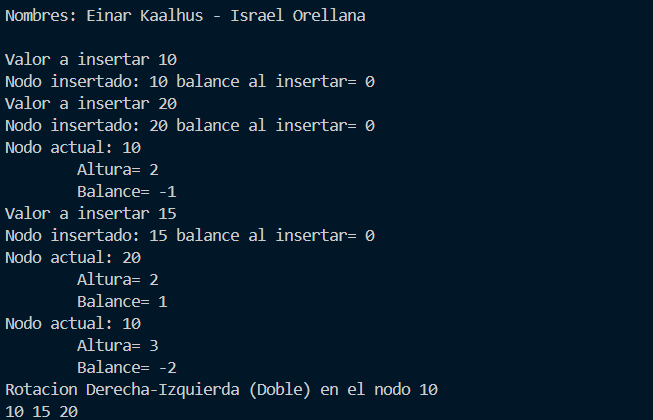 Nombres: Einar Kaalhus - Israel Orellana
Valor a insertar 10
Nodo insertado: 10 balance al insertar= 0
Valor a insertar 20
Nodo insertado: 20 balance al insertar= 0
Nodo actual: 10
Altura= 2
Balance= -1
Valor a insertar 15
Nodo insertado: 15 balance al insertar= 0
Nodo actual: 20
Altura= 2
Balance= 1
Nodo actual: 10
Altura= 3
Balance= -2
Rotacion Derecha-Izquierda (Doble) en el nodo 10
10 15 20